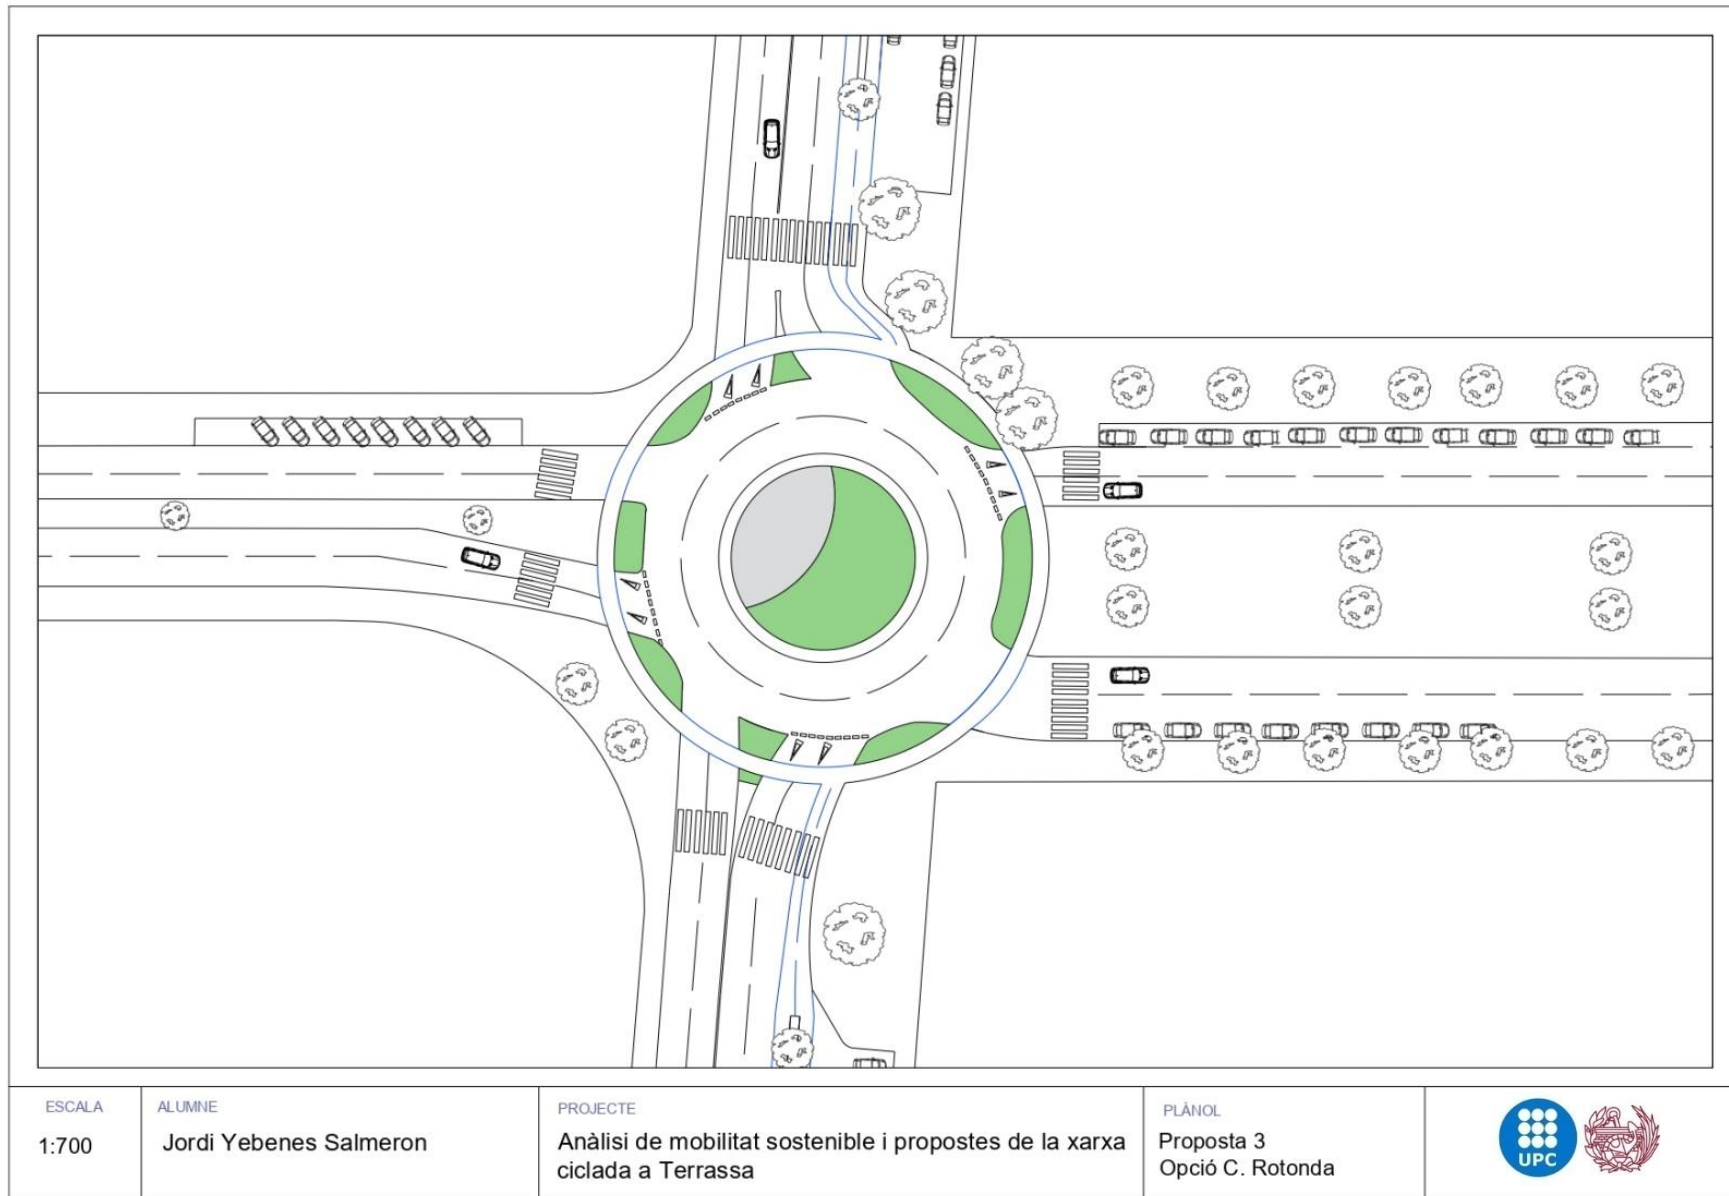 ESCALA
1:700
ALUMNE
Jordi Yebenes Salmeron
PROJECTE
Anàlisi de mobilitat sostenible i propostes de la xarxa
ciclada a Terrassa
PLÀNOL
Proposta 3
Opció C. Rotonda
UPC